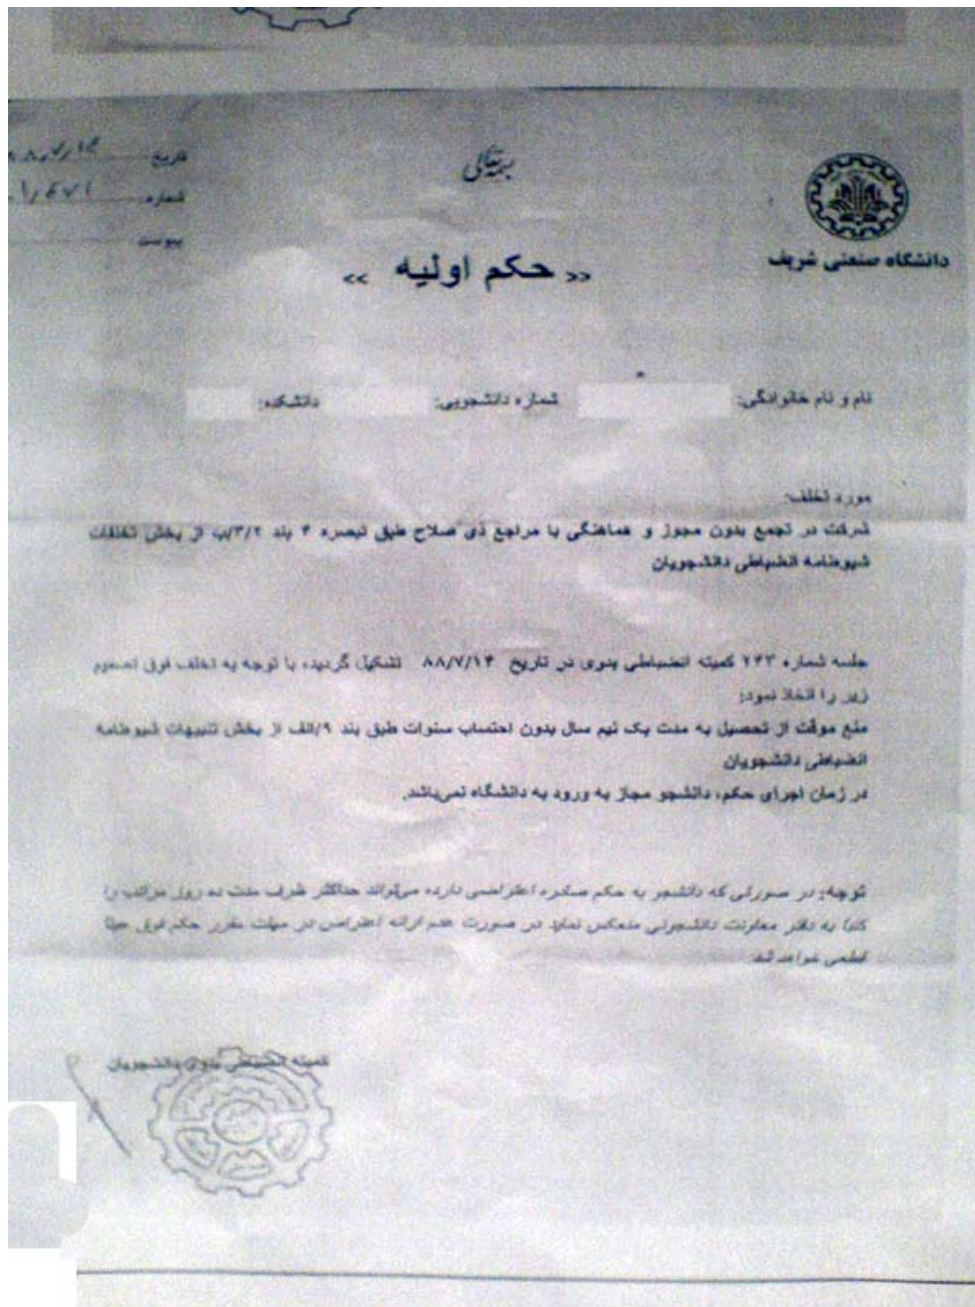 بسمه تعالی
تاریخ ۸۸/۷/۱۴
شماره
پیوست
دانشگاه صنعتی شریف
«حکم اولیه»
نام و نام خانوادگی: شماره دانشجویی: دانشکده:
مورد تخلف:
شرکت در تجمع بدون مجوز و هماهنگی با مراجع ذی صلاح طبق تبصره ۴ بند ۳/۲/ب از بخش تخلفات
شیوه‌نامه انضباطی دانشجویان
جلسه شماره ۲۴۳ کمیته انضباطی بدوی در تاریخ ۸۸/۷/۱۴ تشکیل گردید، با توجه به تخلف فوق تصمیم
زیر را اتخاذ نمود:
منع موقت از تحصیل به مدت یک نیم سال بدون احتساب سنوات طبق بند ۹/الف از بخش تنبیهات شیوه‌نامه
انضباطی دانشجویان
در زمان اجرای حکم، دانشجو مجاز به ورود به دانشگاه نمی‌باشد.
توجه: در صورتی که دانشجو به حکم صادره اعتراضی دارد، می‌تواند حداکثر ظرف مدت ده روز مراتب را
کتبا به دفتر معاونت دانشجوئی منعکس نماید در صورت عدم ارائه اعتراض در مهلت مقرر حکم فوق عینا
قطعی خواهد شد.
کمیته انضباطی بدوی دانشجویان